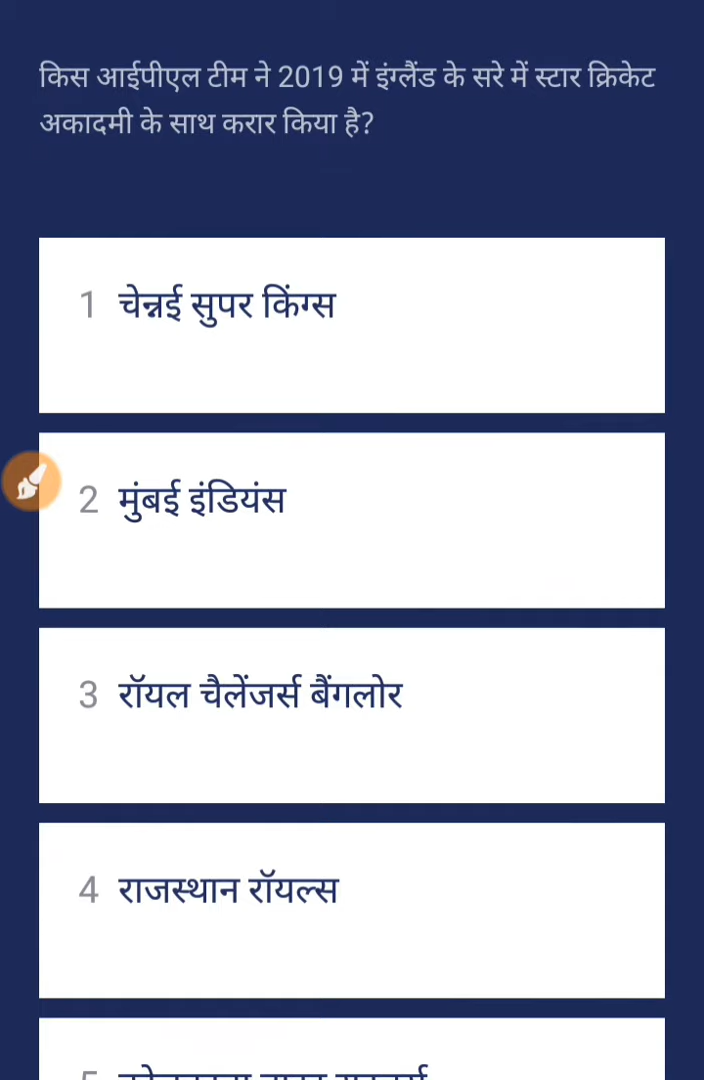 किस आईपीएल टीम ने 2019 में इंग्लैंड के सरे में स्टार क्रिकेट
अकादमी के साथ करार किया है?
1 चेन्नई सुपर किंग्स
2 मुंबई इंडियंस
3 रॉयल चैलेंजर्स बैंगलोर
4 राजस्थान रॉयल्स